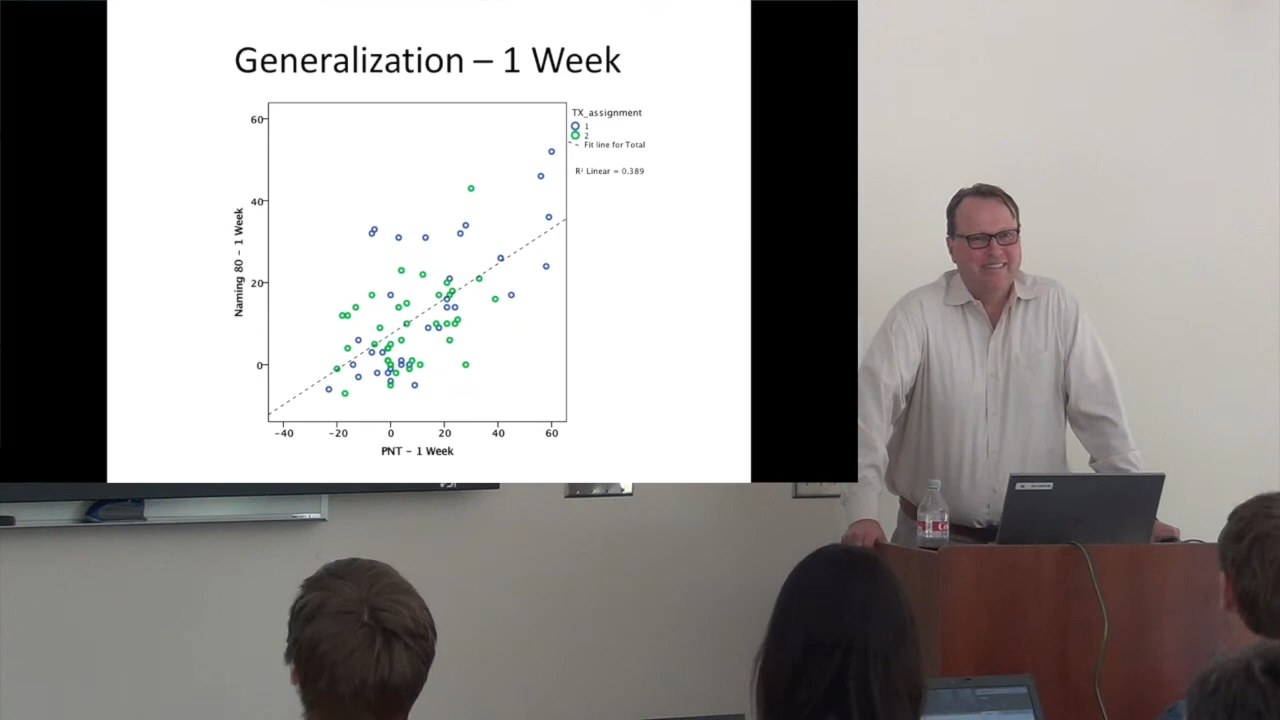 Generalization – 1 Week
TX_assignment
1
2
Fit line for Total
R² Linear = 0.389
60
40
20
0
Naming 80 – 1 Week
-40
-20
0
20
40
60
PNT – 1 Week